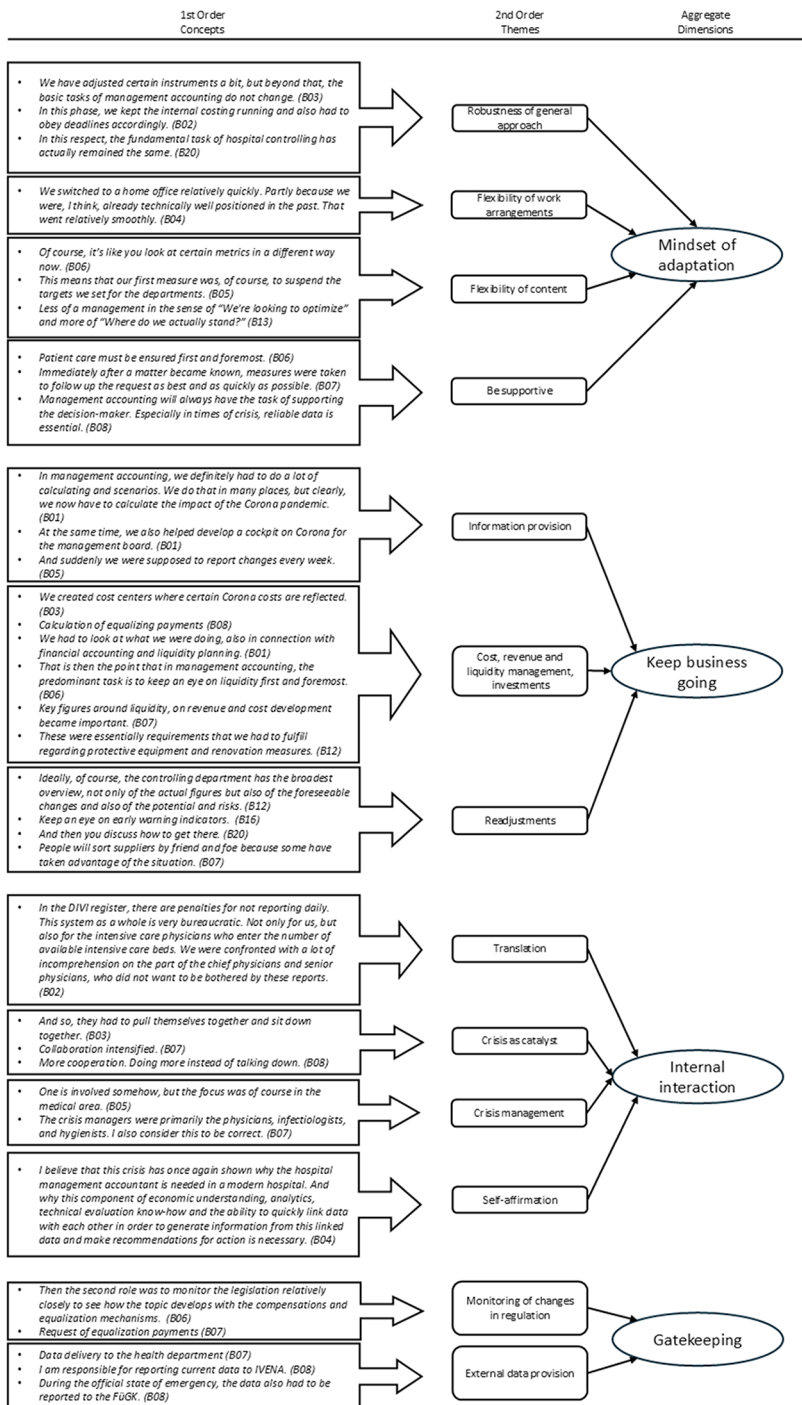 1st Order
Concepts
2nd Order
Themes
Aggregate
Dimensions
• We have adjusted certain instruments a bit, but beyond that, the
basic tasks of management accounting do not change. (B03)
• In this phase, we kept the internal costing running and also had to
obey deadlines accordingly. (B02)
• In this respect, the fundamental task of hospital controlling has
actually remained the same. (B20)
Robustness of general
approach
• We switched to a home office relatively quickly. Partly because we
were, I think, already technically well positioned in the past. That
went relatively smoothly. (B04)
Flexibility of work
arrangements
• Of course, it's like you look at certain metrics in a different way
now. (B06)
• This means that our first measure was, of course, to suspend the
targets we set for the departments. (B05)
• Less of a management in the sense of "We're looking to optimize"
and more of "Where do we actually stand?" (B13)
Flexibility of content
• Patient care must be ensured first and foremost. (B06)
• Immediately after a matter became known, measures were taken
to follow up the request as best and as quickly as possible. (B07)
• Management accounting will always have the task of supporting
the decision-maker. Especially in times of crisis, reliable data is
essential. (B08)
Be supportive
Mindset of
adaptation
• In management accounting, we definitely had to do a lot of
calculating and scenarios. We do that in many places, but clearly,
we now have to calculate the impact of the Corona pandemic.
(B01)
• At the same time, we also helped develop a cockpit on Corona for
the management board. (B01)
• And suddenly we were supposed to report changes every week.
(B05)
Information provision
• We created cost centers where certain Corona costs are reflected.
(B03)
• Calculation of equalizing payments (B08)
• We had to look at what we were doing, also in connection with
financial accounting and liquidity planning. (B01)
• That is then the point that in management accounting, the
predominant task is to keep an eye on liquidity first and foremost.
(B06)
• Key figures around liquidity, on revenue and cost development
became important. (B07)
• These were essentially requirements that we had to fulfill
regarding protective equipment and renovation measures. (B12)
Cost, revenue and
liquidity management,
investments
• Ideally, of course, the controlling department has the broadest
overview, not only of the actual figures but also of the foreseeable
changes and also of the potential and risks. (B12)
• Keep an eye on early warning indicators. (B16)
• And then you discuss how to get there. (B20)
• People will sort suppliers by friend and foe because some have
taken advantage of the situation. (B07)
Readjustments
Keep business
going
• In the DIVI register, there are penalties for not reporting daily.
This system as a whole is very bureaucratic. Not only for us, but
also for the intensive care physicians who enter the number of
available intensive care beds. We were confronted with a lot of
incomprehension on the part of the chief physicians and senior
physicians, who did not want to be bothered by these reports.
(B02)
Translation
• And so, they had to pull themselves together and sit down
together. (B03)
• Collaboration intensified. (B07)
• More cooperation. Doing more instead of talking down. (B08)
Crisis as catalyst
• One is involved somehow, but the focus was of course in the
medical area. (B05)
• The crisis managers were primarily the physicians, infectiologists,
and hygienists. I also consider this to be correct. (B07)
Crisis management
• I believe that this crisis has once again shown why the hospital
management accountant is needed in a modern hospital. And
why this component of economic understanding, analytics,
technical evaluation know-how and the ability to quickly link data
with each other in order to generate information from this linked
data and make recommendations for action is necessary. (B04)
Self-affirmation
Internal
interaction
• Then the second role was to monitor the legislation relatively
closely to see how the topic develops with the compensations and
equalization mechanisms. (B06)
• Request of equalization payments (B07)
Monitoring of changes
in regulation
• Data delivery to the health department (B07)
• I am responsible for reporting current data to IVENA. (B08)
• During the official state of emergency, the data also had to be
reported to the FüGK. (B08)
External data provision
Gatekeeping